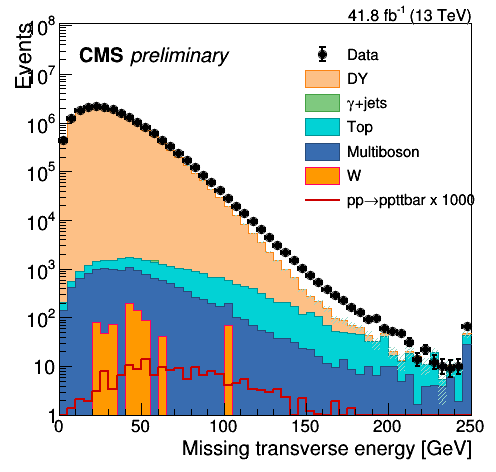 41.8 fb⁻¹ (13 TeV)
Events
10⁸
10⁷
10⁶
10⁵
10⁴
10³
10²
10
1
CMS preliminary
Data
DY
γ+jets
Top
Multiboson
W
pp→ppttbar x 1000
0 50 100 150 200 250
Missing transverse energy [GeV]